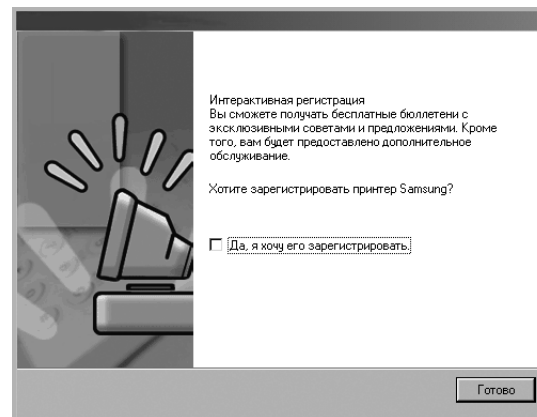 Интерактивная регистрация
Вы сможете получать бесплатные бюллетени с
эксклюзивными советами и предложениями. Кроме
того, вам будет предоставлено дополнительное
обслуживание.
Хотите зарегистрировать принтер Samsung?
Да, я хочу его зарегистрировать.
Готово